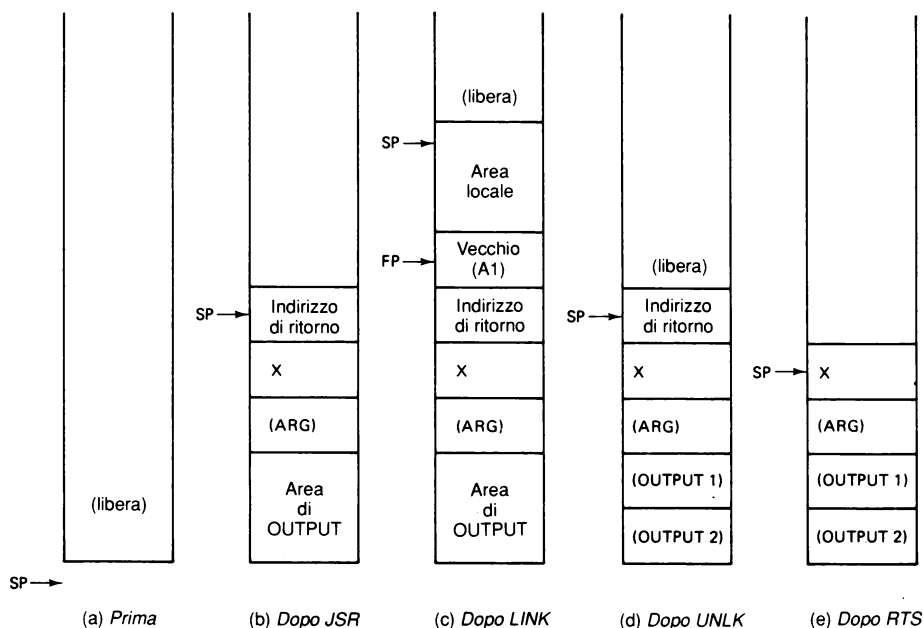 (libera)
SP
(a) Prima
SP
Indirizzo
di ritorno
X
(ARG)
Area
di
OUTPUT
(b) Dopo JSR
(libera)
SP
Area
locale
FP
Vecchio
(A1)
Indirizzo
di ritorno
X
(ARG)
Area
di
OUTPUT
(c) Dopo LINK
(libera)
SP
Indirizzo
di ritorno
X
(ARG)
(OUTPUT 1)
(OUTPUT 2)
(d) Dopo UNLK
SP
X
(ARG)
(OUTPUT 1)
(OUTPUT 2)
(e) Dopo RTS